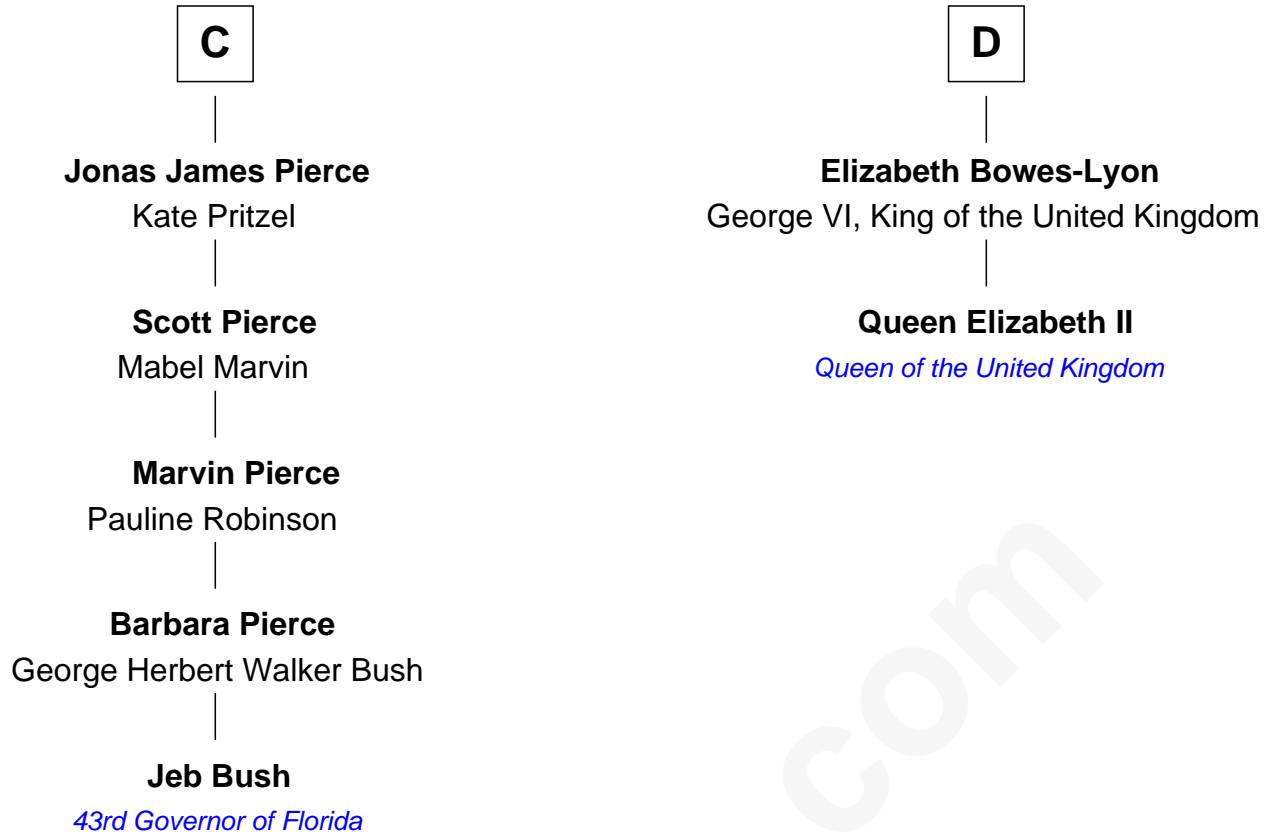 C
Jonas James Pierce
Kate Pritzel
Scott Pierce
Mabel Marvin
Marvin Pierce
Pauline Robinson
Barbara Pierce
George Herbert Walker Bush
Jeb Bush
43rd Governor of Florida
D
Elizabeth Bowes-Lyon
George VI, King of the United Kingdom
Queen Elizabeth II
Queen of the United Kingdom
com